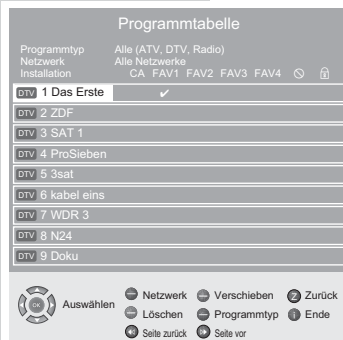 Programmtabelle
Programmtyp Alle (ATV, DTV, Radio)
Netzwerk Alle Netzwerke
Installation CA FAV1 FAV2 FAV3 FAV4
DTV 1 Das Erste
DTV 2 ZDF
DTV 3 SAT 1
DTV 4 ProSieben
DTV 5 3sat
DTV 6 kabel eins
DTV 7 WDR 3
DTV 8 N24
DTV 9 Doku
OK Auswählen Netzwerk Verschieben Z Zurück
Löschen Programmtyp i Ende
Seite zurück Seite vor